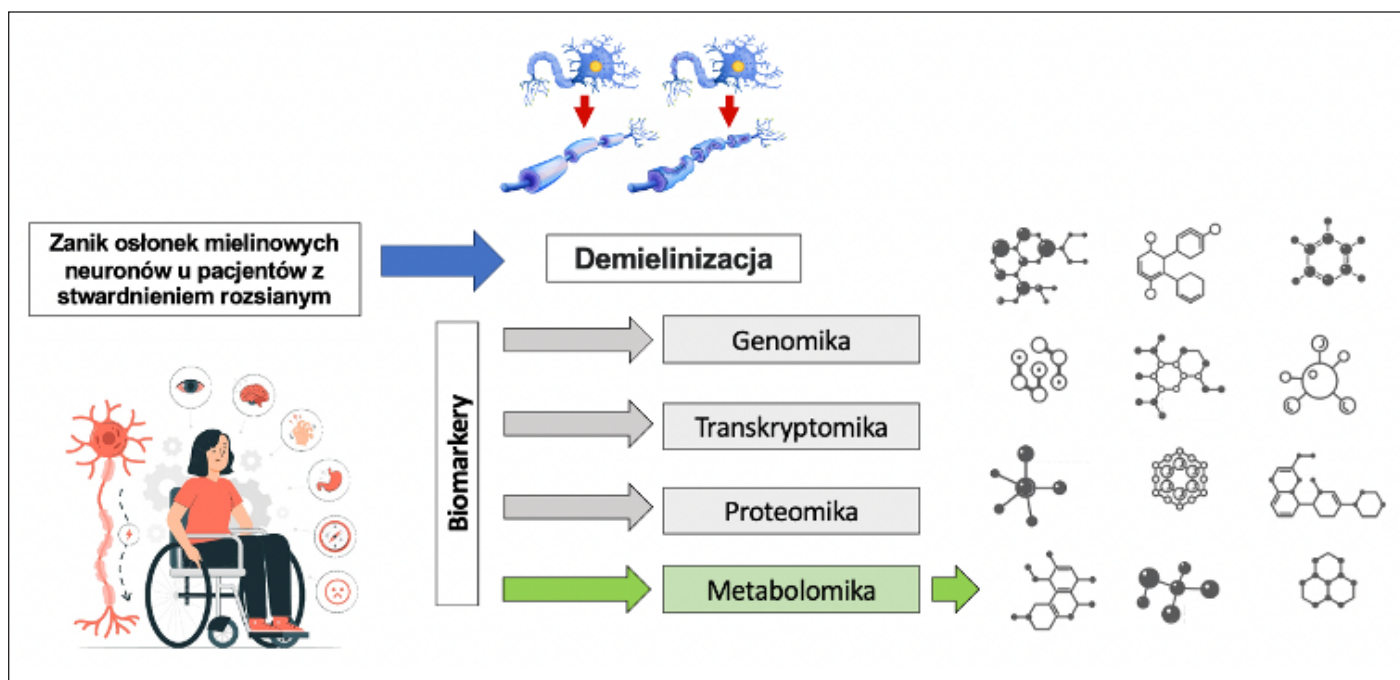 Zanik osłonek mielinowych
neuronów u pacjentów z
stwardnieniem rozsianym
Demielinizacja
Biomarkery
Genomika
Transkryptomika
Proteomika
Metabolomika